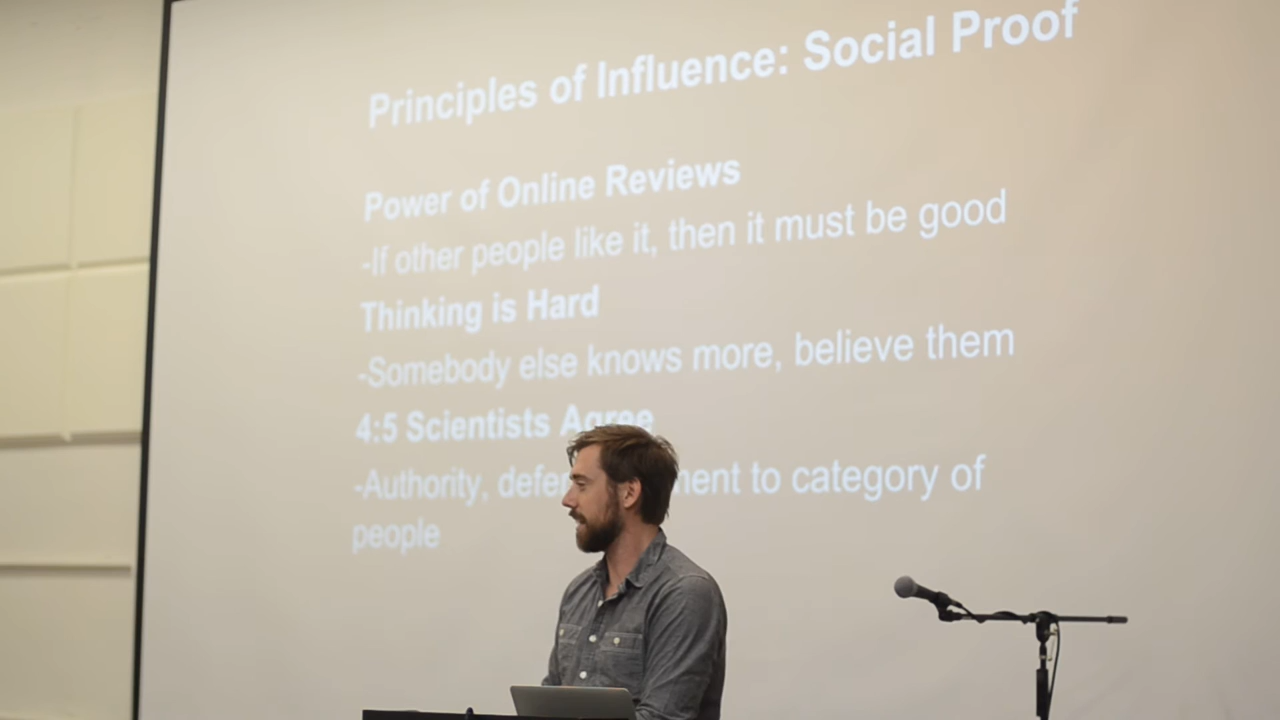 Principles of Influence: Social Proof
Power of Online Reviews
-If other people like it, then it must be good
Thinking is Hard
-Somebody else knows more, believe them
4:5 Scientists Agree
-Authority, to category of
people